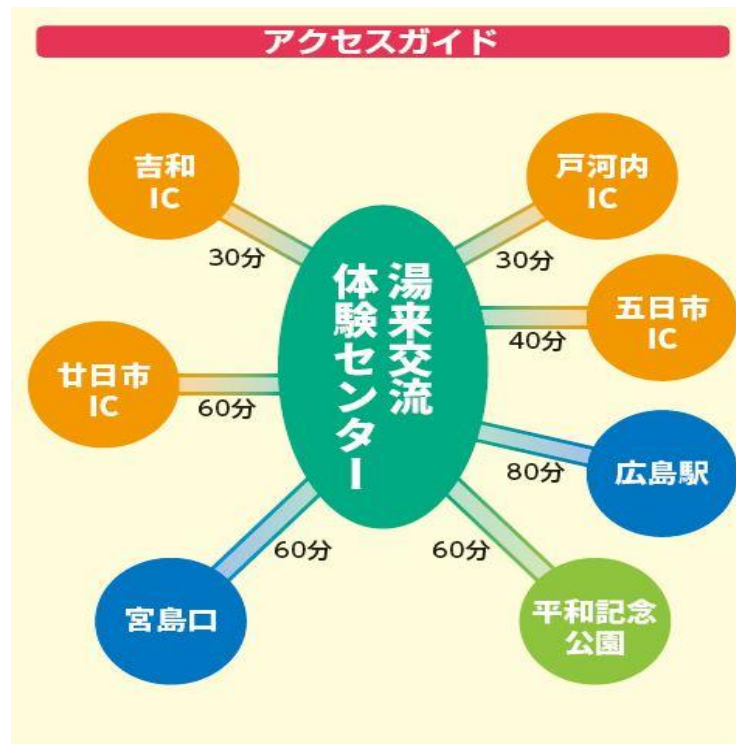 アクセスガイド
吉和
IC
30分
戸河内
IC
30分
湯来交流
体験センター
五日市
IC
40分
廿日市
IC
60分
広島駅
80分
宮島口
60分
平和記念
公園
60分